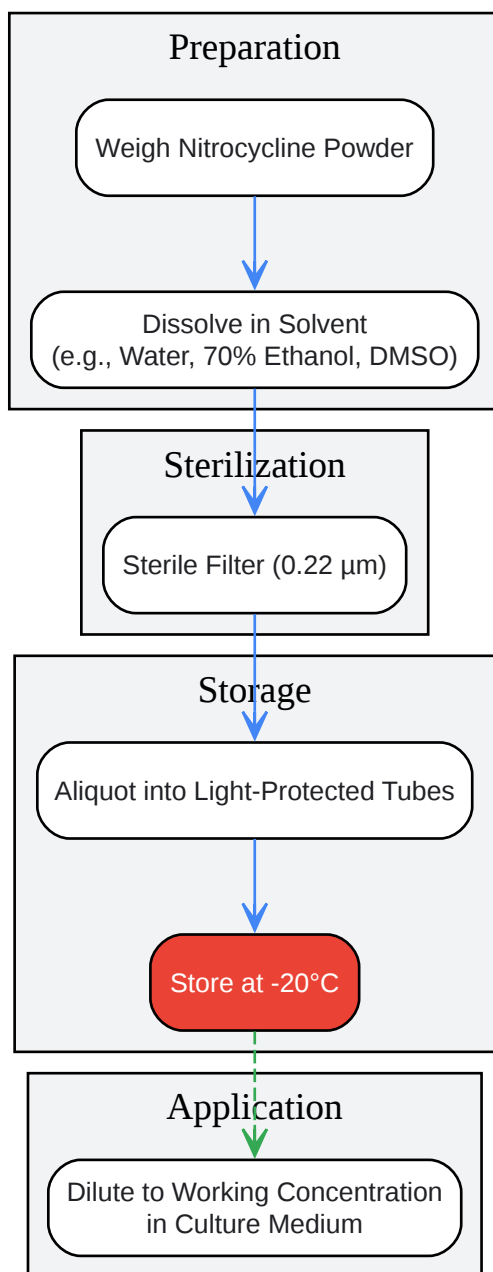 Preparation
Weigh Nitrocycline Powder
Dissolve in Solvent
(e.g., Water, 70% Ethanol, DMSO)
Sterilization
Sterile Filter (0.22 µm)
Storage
Aliquot into Light-Protected Tubes
Store at -20°C
Application
Dilute to Working Concentration
in Culture Medium